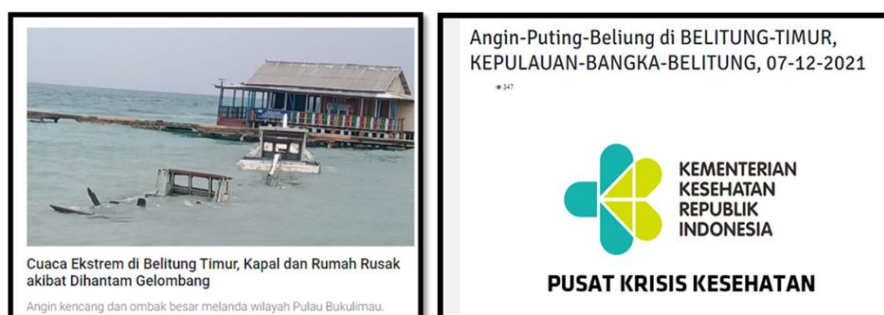 Cuaca Ekstrem di Belitung Timur, Kapal dan Rumah Rusak
akibat Dihantam Gelombang
Angin kencang dan ombak besar melanda wilayah Pulau Bukulimau.
Angin-Puting-Beliung di BELITUNG-TIMUR,
KEPULAUAN-BANGKA-BELITUNG, 07-12-2021
347
KEMENTERIAN
KESEHATAN
REPUBLIK
INDONESIA
PUSAT KRISIS KESEHATAN